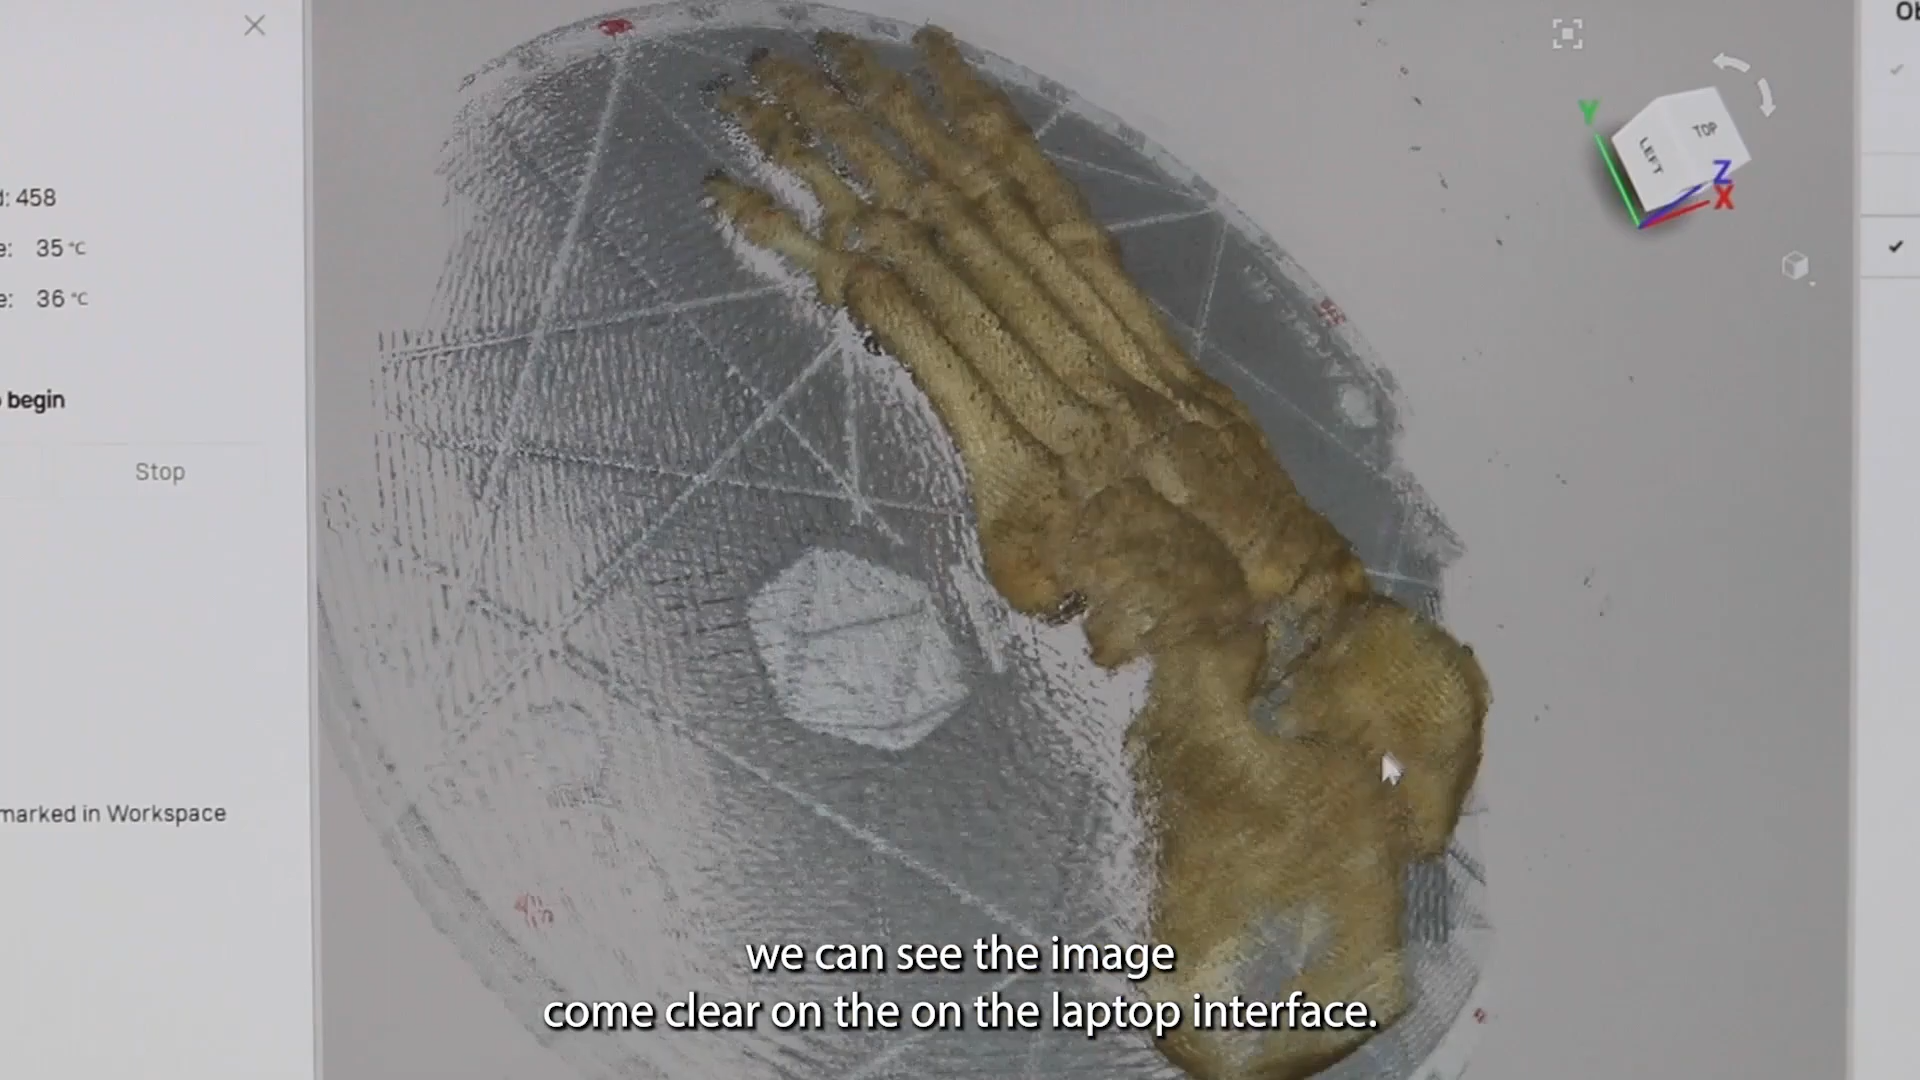 Ob
Y
TOP
LEFT
Z
X
d: 458
e: 35 °C
e: 36 °C
o begin
Stop
marked in Workspace
we can see the image
come clear on the on the laptop interface.